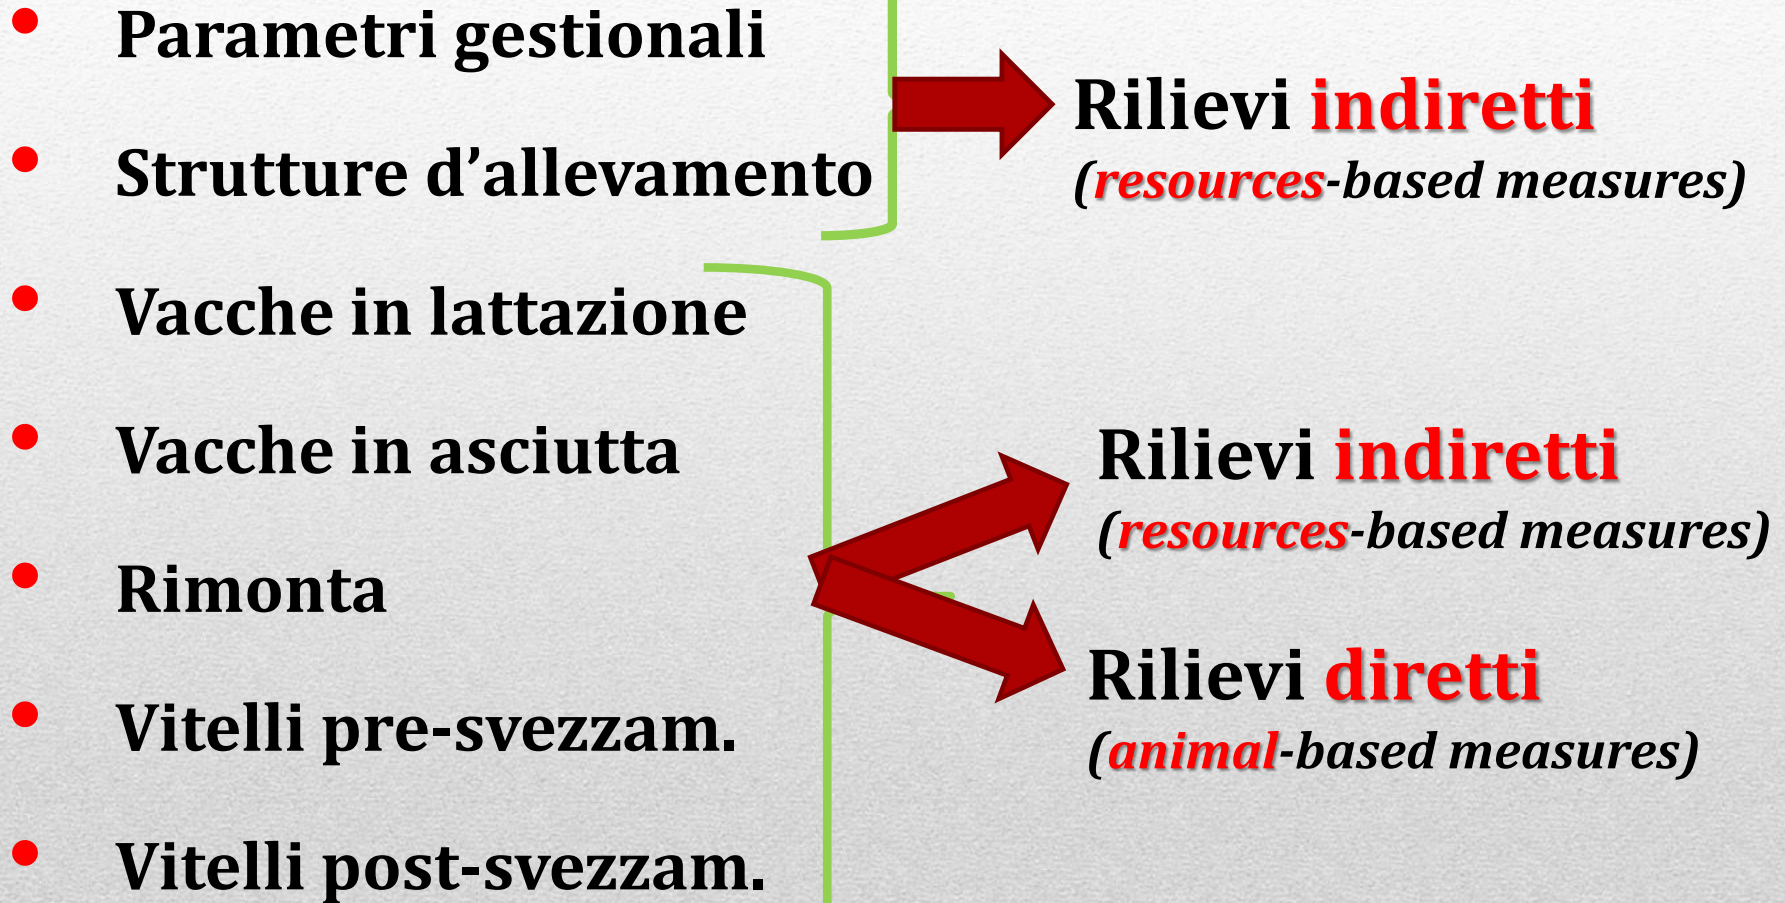 • Parametri gestionali
• Strutture d’allevamento
• Vacche in lattazione
• Vacche in asciutta
• Rimonta
• Vitelli pre-svezzam.
• Vitelli post-svezzam.
Rilievi indiretti
(resources-based measures)
Rilievi indiretti
(resources-based measures)
Rilievi diretti
(animal-based measures)